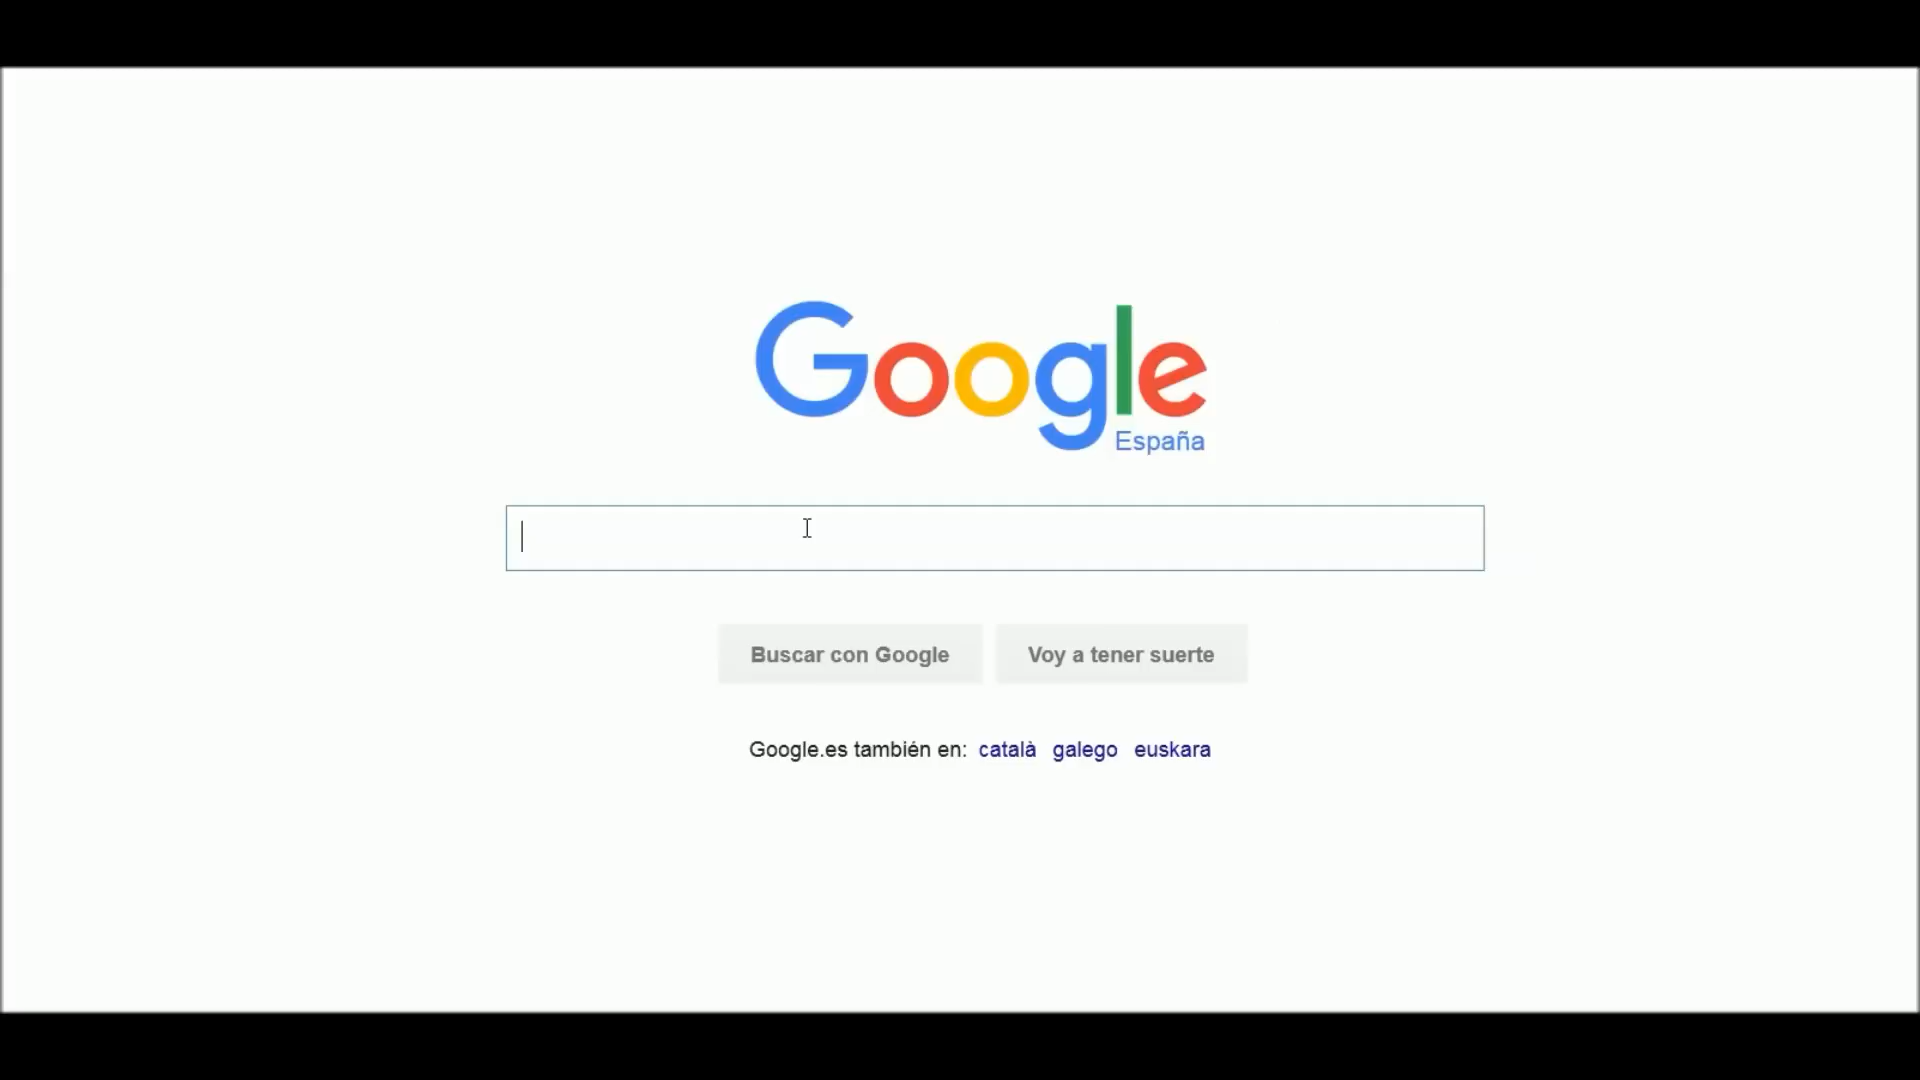 Google
España
Buscar con Google
Voy a tener suerte
Google.es también en: català galego euskara